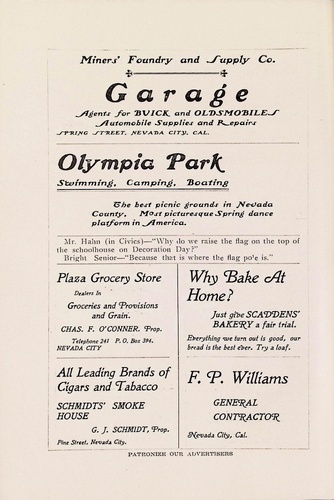 Miners' Foundry and Supply Co.
Garage
Agents for BUICK and OLDSMOBILES
Automobile Supplies and Repairs
SPRING STREET, NEVADA CITY, CAL.
Olympia Park
Swimming, Camping, Boating
The best picnic grounds in Nevada
County, Most picturesque Spring dance
platform in America.
Mr. Hahn (in Civics)—"Why do we raise the flag on the top of
the schoolhouse on Decoration Day?"
Bright Senior—"Because that is where the flag po'e is."
Plaza Grocery Store
Dealers In
Groceries and Provisions
and Grain.
CHAS. F. O'CONNER, Prop.
Telephone 241 P. O. Box 394.
NEVADA CITY
Why Bake At
Home?
Just give SCADDENS'
BAKERY a fair trial.
Everything we turn out is good, our
bread is the best ever. Try a loaf.
All Leading Brands of
Cigars and Tabacco
SCHMIDTS' SMOKE
HOUSE
G. J. SCHMIDT, Prop.
Pine Street, Nevada City.
F. P. Williams
GENERAL
CONTRACTOR
Nevada City, Cal.
PATRONIZE OUR ADVERTISERS